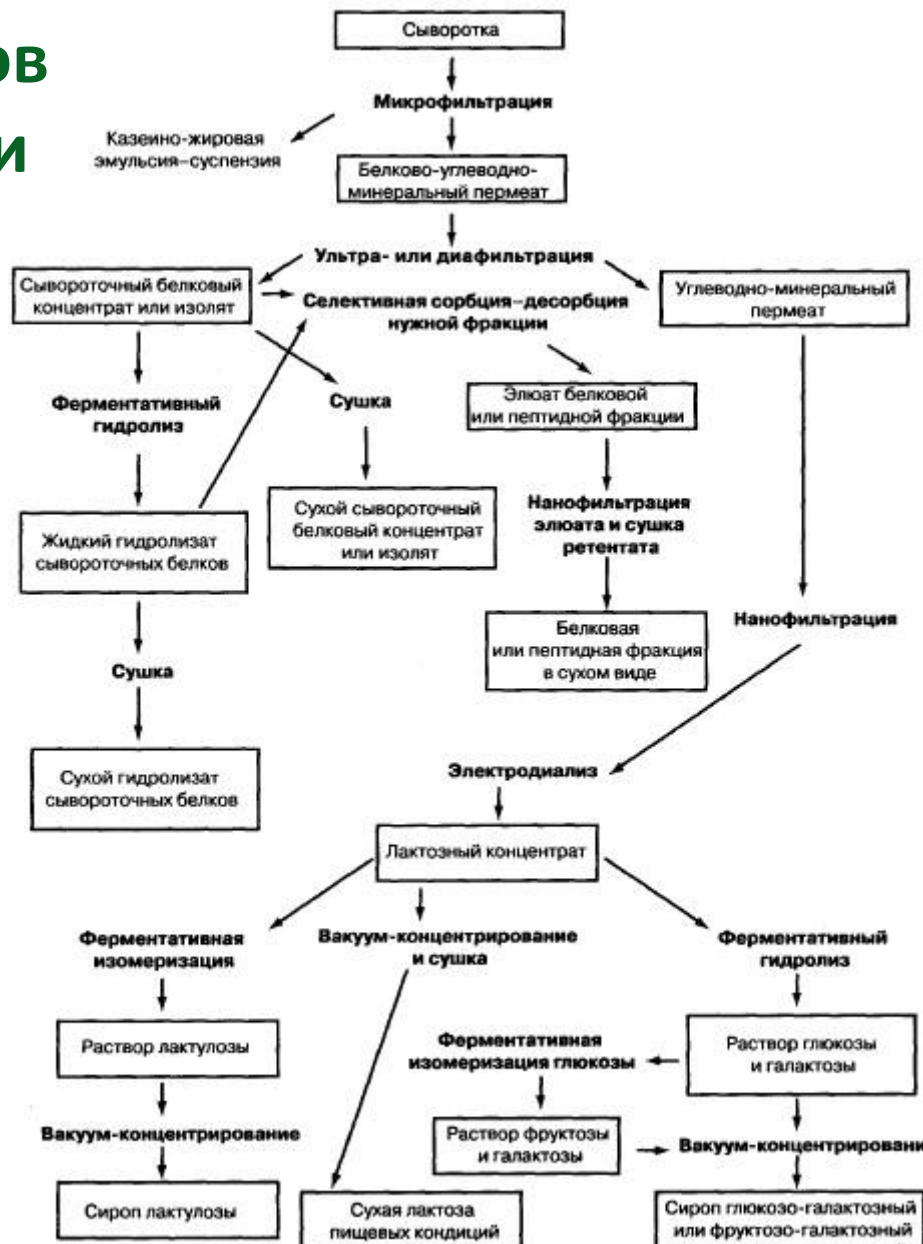 ов
и
Сыворотка
Микрофильтрация
Казеино-жировая
эмульсия–суспензия
Белково-углеводно-
минеральный пермеат
Ультра- или диафильтрация
Сывороточный белковый
концентрат или изолят
Селективная сорбция–десорбция
нужной фракции
Углеводно-минеральный
пермеат
Ферментативный
гидролиз
Сушка
Элюат белковой
или пептидной фракции
Жидкий гидролизат
сывороточных белков
Сухой сывороточный
белковый концентрат
или изолят
Нанофильтрация
элюата и сушка
ретентата
Белковая
или пептидная фракция
в сухом виде
Нанофильтрация
Сушка
Сухой гидролизат
сывороточных белков
Электродиализ
Лактозный концентрат
Ферментативная
изомеризация
Вакуум-концентрирование
и сушка
Ферментативный
гидролиз
Раствор лактулозы
Ферментативная
изомеризация глюкозы
Раствор глюкозы
и галактозы
Вакуум-концентрирование
Раствор фруктозы
и галактозы
Вакуум-концентрировани
Сироп лактулозы
Сухая лактоза
пищевых кондиций
Сироп глюкозо-галактозный
или фруктозо-галактозный